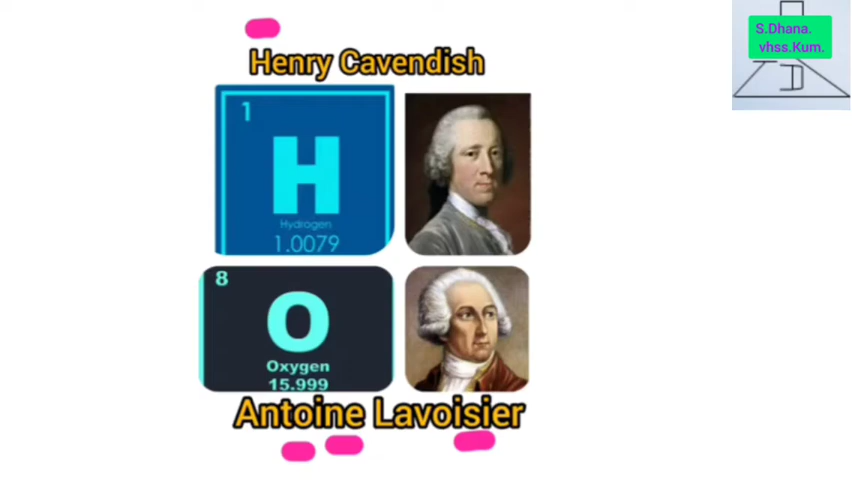 S.Dhana.
vhss.Kum.
Henry Cavendish
1
H
Hydrogen
1.0079
8
O
Oxygen
15.999
Antoine Lavoisier